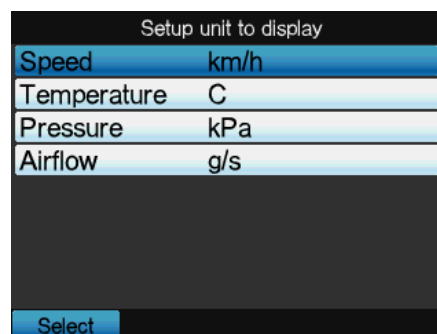 Setup unit to display
Speed km/h
Temperature C
Pressure kPa
Airflow g/s
Select